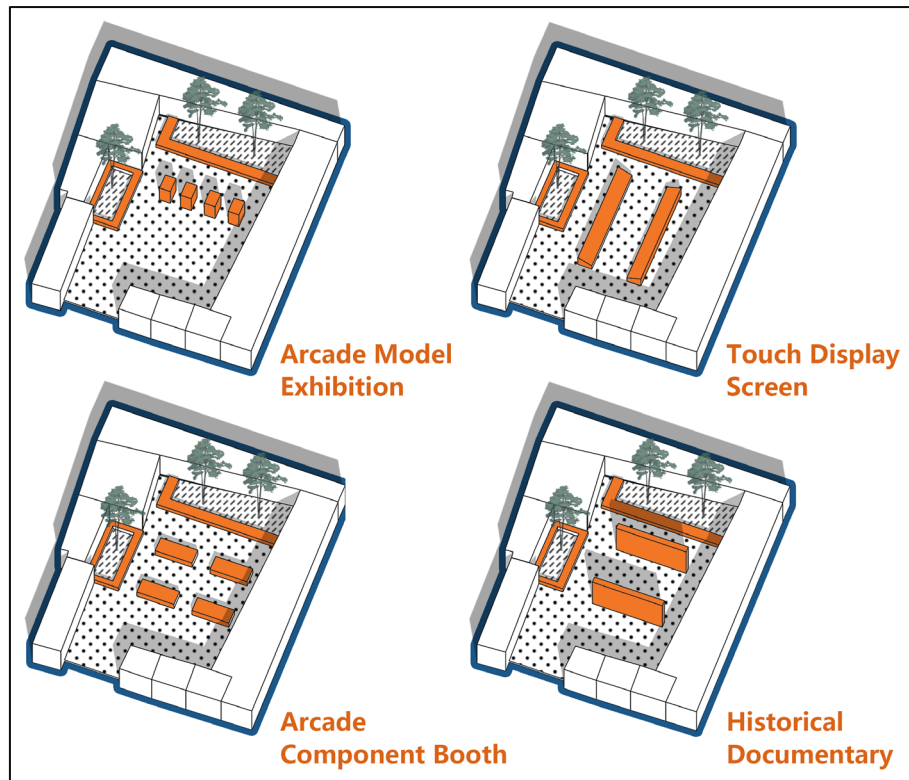 Arcade Model
Exhibition
Touch Display
Screen
Arcade
Component Booth
Historical
Documentary